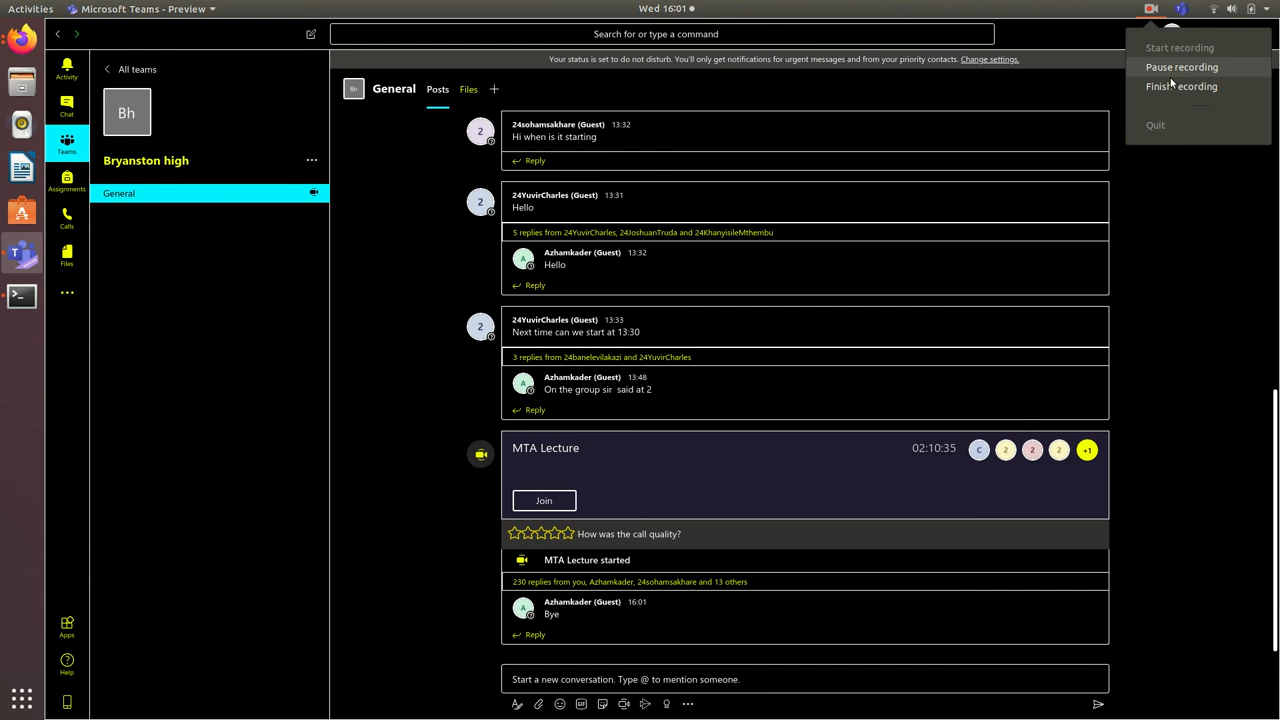 Activities
Microsoft Teams - Preview
Wed 16:01
Search for or type a command
Start recording
Pause recording
Finish recording
Quit
Your status is set to do not disturb. You'll only get notifications for urgent messages and from your priority contacts. Change settings.
Activity
Chat
Teams
Assignments
Calls
Files
Apps
Help
All teams
Bh
Bryanston high
General
Bh
General
Posts
Files
2
24sohamsakhare (Guest) 13:32
Hi when is it starting
Reply
2
24YuvirCharles (Guest) 13:31
Hello
5 replies from 24YuvirCharles, 24JoshuanTruda and 24KhanyisileMthembu
A
Azhamkader (Guest) 13:32
Hello
Reply
2
24YuvirCharles (Guest) 13:33
Next time can we start at 13:30
3 replies from 24banelevilakazi and 24YuvirCharles
A
Azhamkader (Guest) 13:48
On the group sir said at 2
Reply
MTA Lecture
02:10:35
C 2 2 2 +1
Join
How was the call quality?
MTA Lecture started
230 replies from you, Azhamkader, 24sohamsakhare and 13 others
A
Azhamkader (Guest) 16:01
Bye
Reply
Start a new conversation. Type @ to mention someone.
GIF